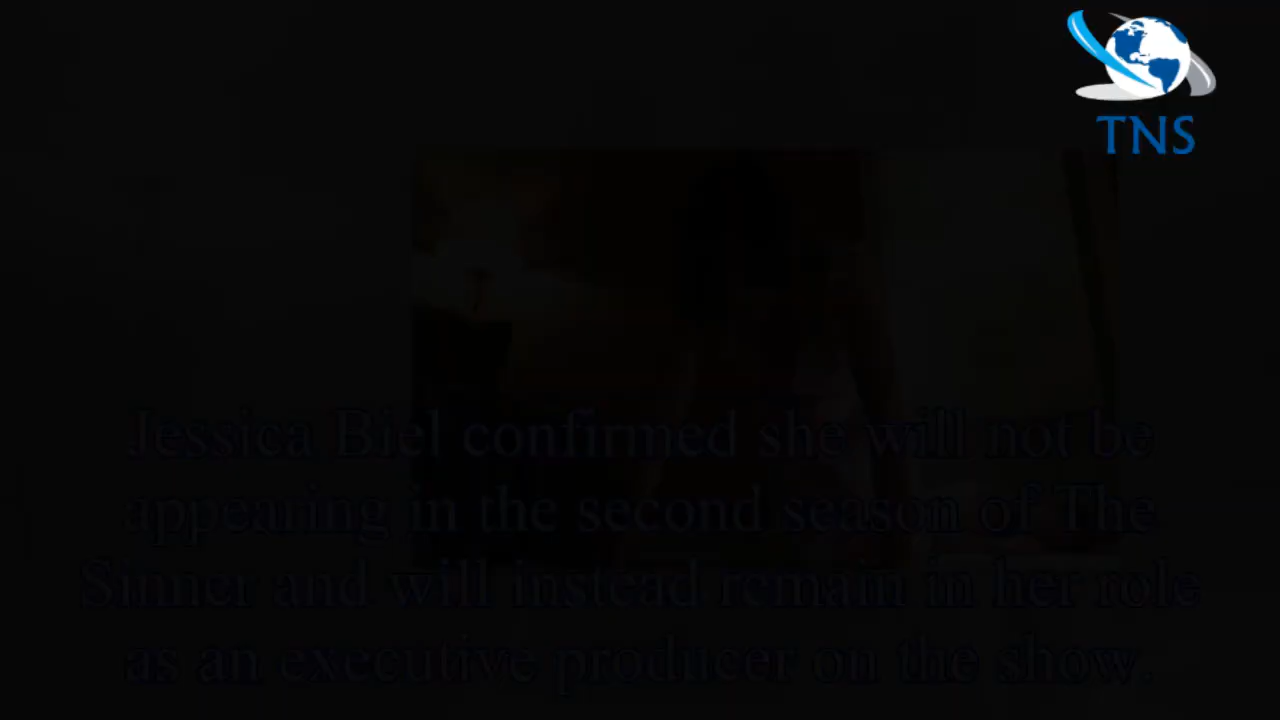 TNS
Jessica Biel confirmed she will not be
appearing in the second season of The
Sinner and will instead remain in her role
as an executive producer on the show.